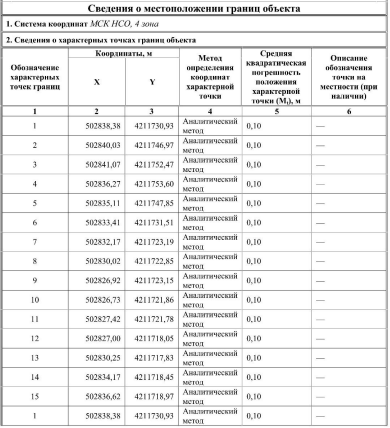 Сведения о местоположении границ объекта
1. Система координат МСК НСО, 4 зона
2. Сведения о характерных точках границ объекта
Обозначение характерных точек границ
Координаты, м
X
Y
Метод определения координат характерной точки
Средняя квадратическая погрешность положения характерной точки (Mt), м
Описание обозначения точки на местности (при наличии)
1 2 3 4 5 6
1 502838,38 4211730,93 Аналитический метод 0,10 —
2 502840,03 4211746,97 Аналитический метод 0,10 —
3 502841,07 4211752,47 Аналитический метод 0,10 —
4 502836,27 4211753,60 Аналитический метод 0,10 —
5 502835,11 4211747,85 Аналитический метод 0,10 —
6 502833,41 4211731,51 Аналитический метод 0,10 —
7 502832,17 4211723,19 Аналитический метод 0,10 —
8 502830,02 4211722,85 Аналитический метод 0,10 —
9 502826,92 4211723,15 Аналитический метод 0,10 —
10 502826,73 4211721,86 Аналитический метод 0,10 —
11 502827,42 4211721,78 Аналитический метод 0,10 —
12 502827,00 4211718,05 Аналитический метод 0,10 —
13 502830,25 4211717,83 Аналитический метод 0,10 —
14 502834,17 4211718,45 Аналитический метод 0,10 —
15 502836,62 4211718,97 Аналитический метод 0,10 —
1 502838,38 4211730,93 Аналитический метод 0,10 —